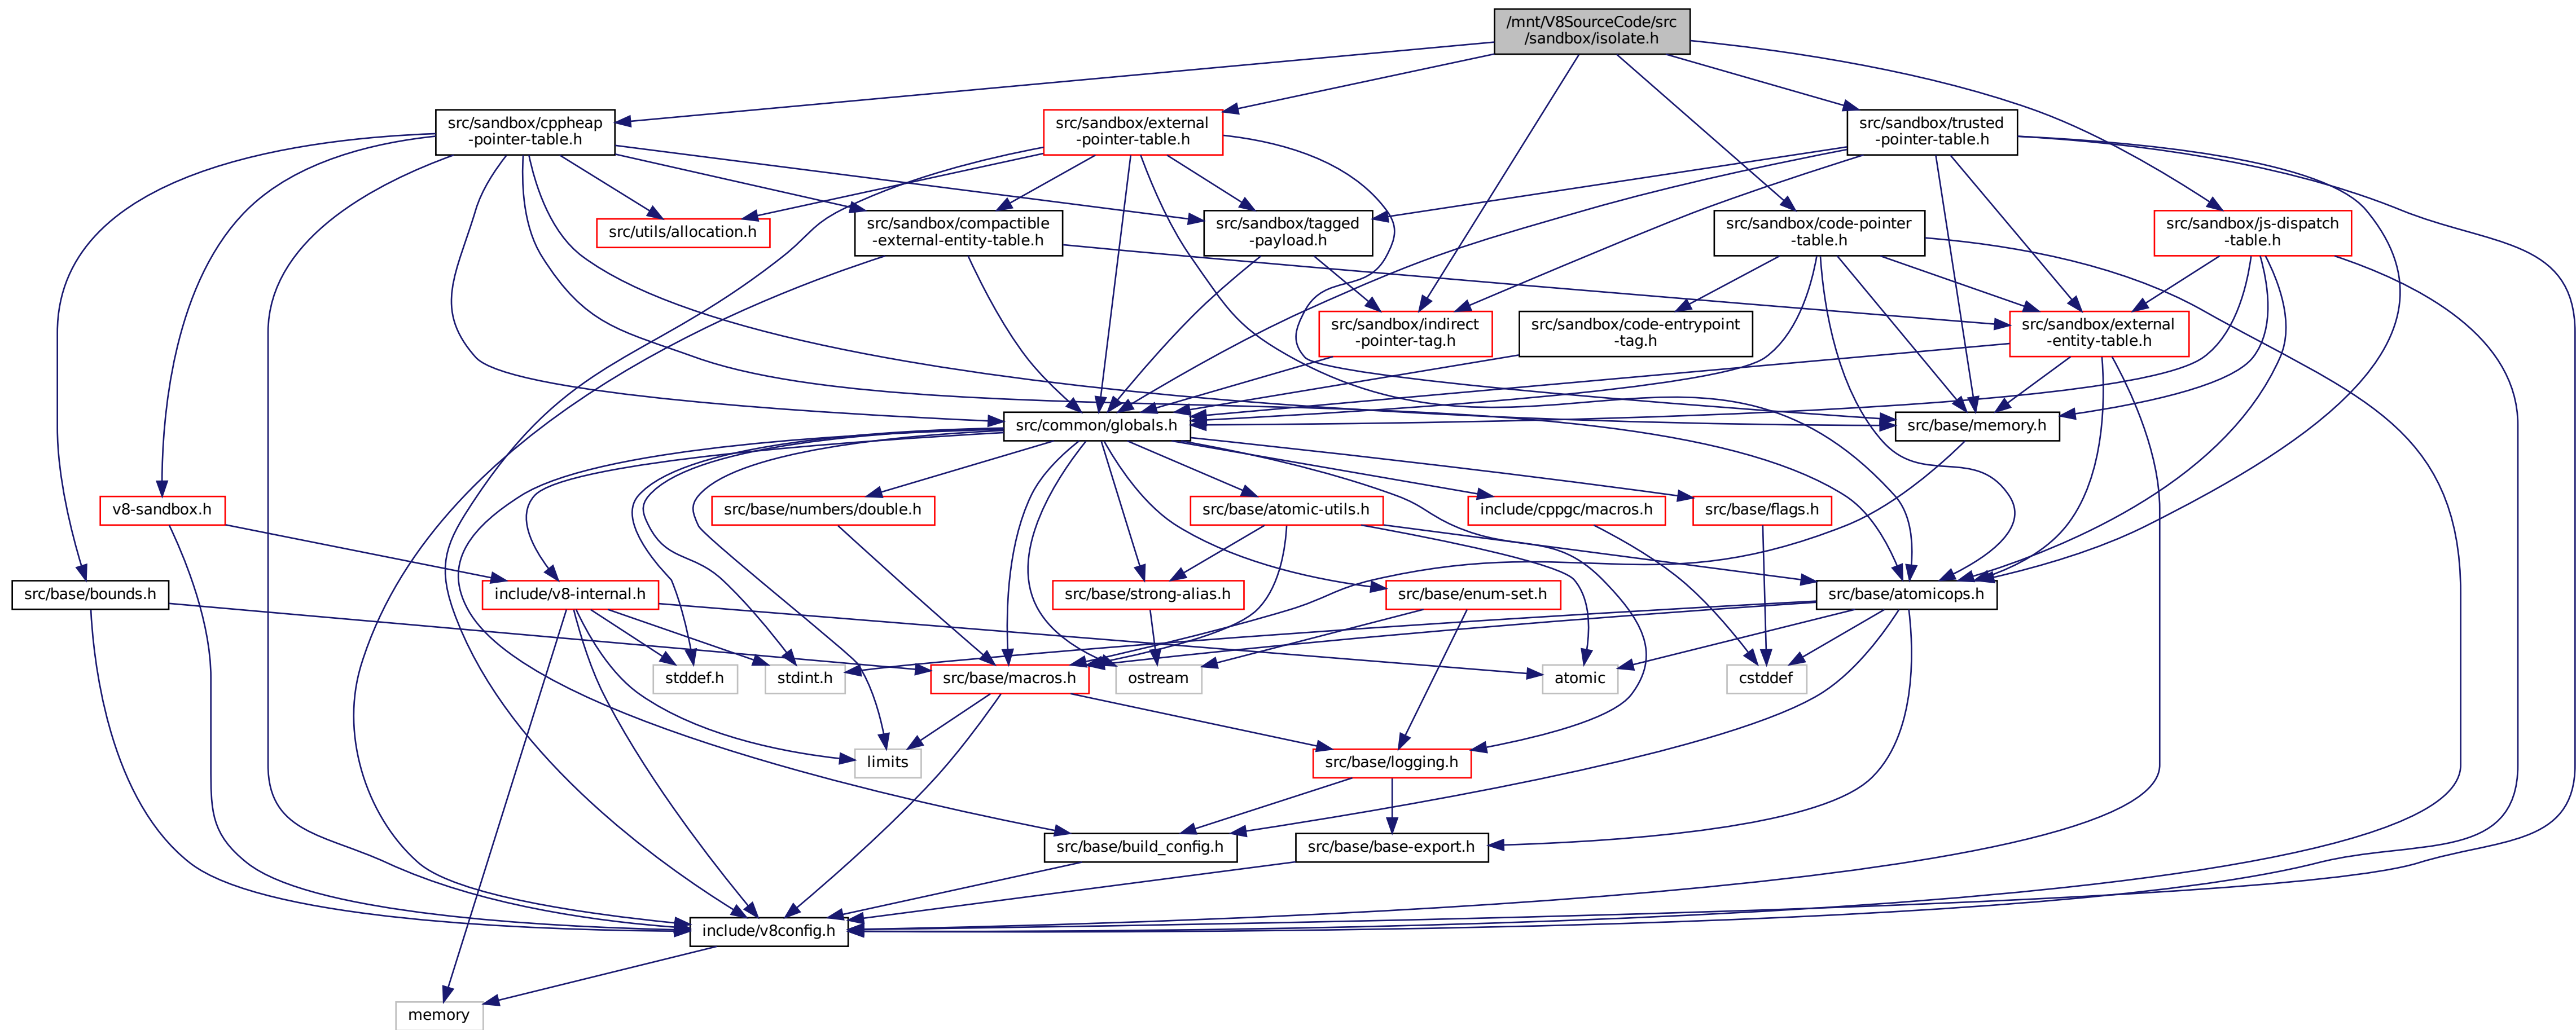 /mnt/V8SourceCode/src
/sandbox/isolate.h
src/sandbox/cppheap
-pointer-table.h
src/sandbox/external
-pointer-table.h
src/sandbox/trusted
-pointer-table.h
src/utils/allocation.h
src/sandbox/compactible
-external-entity-table.h
src/sandbox/tagged
-payload.h
src/sandbox/code-pointer
-table.h
src/sandbox/js-dispatch
-table.h
src/sandbox/indirect
-pointer-tag.h
src/sandbox/code-entrypoint
-tag.h
src/sandbox/external
-entity-table.h
src/common/globals.h
src/base/memory.h
v8-sandbox.h
src/base/numbers/double.h
src/base/atomic-utils.h
include/cppgc/macros.h
src/base/flags.h
src/base/bounds.h
include/v8-internal.h
src/base/strong-alias.h
src/base/enum-set.h
src/base/atomicops.h
stddef.h
stdint.h
src/base/macros.h
ostream
atomic
cstddef
limits
src/base/logging.h
src/base/build_config.h
src/base/base-export.h
include/v8config.h
memory